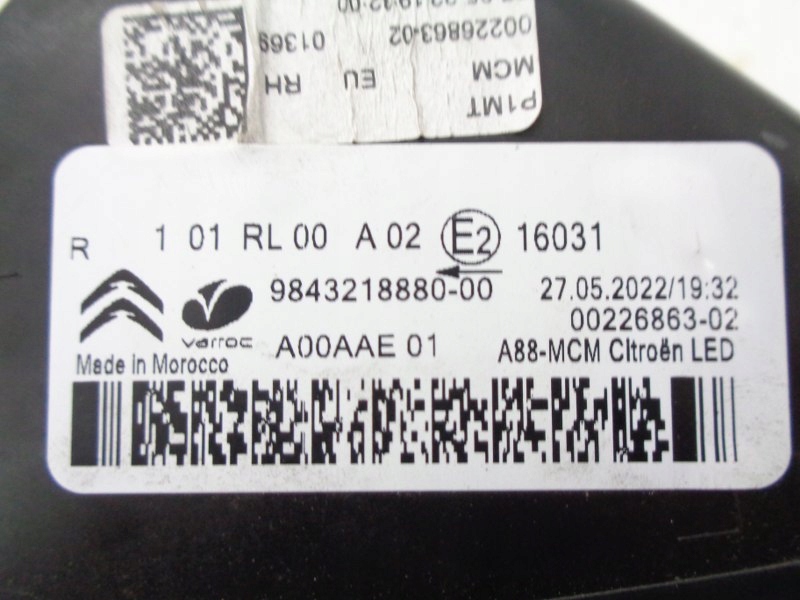 P1MT
MCM EU RH
00226863-02 01369
R 1 01 RL 00 A 02 E2 16031
9843218880-00 27.05.2022/19:32
00226863-02
varroc A00AAE 01 A88-MCM Citroën LED
Made in Morocco